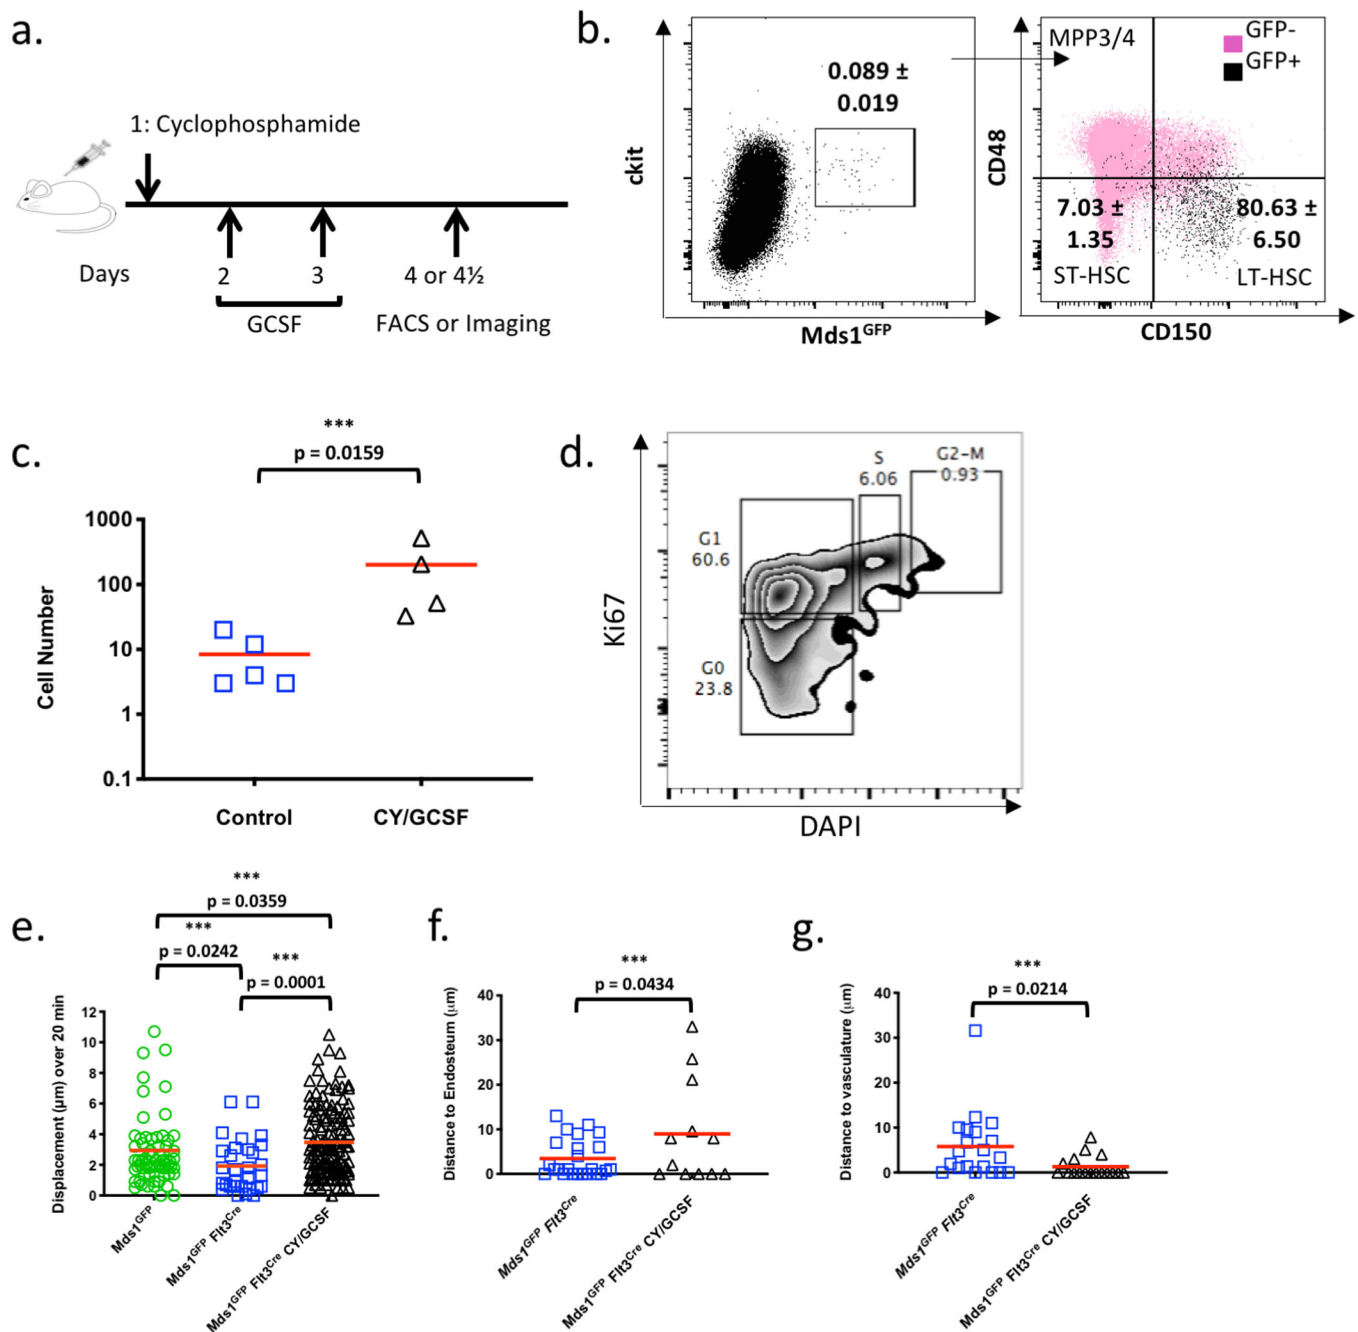 a.
1: Cyclophosphamide
Days
2
3
4 or 4½
GCSF
FACS or Imaging
b.
ckit
0.089 ±
0.019
Mds1GFP
MPP3/4
GFP-
GFP+
CD48
7.03 ±
1.35
80.63 ±
6.50
ST-HSC
LT-HSC
CD150
c.
***
p = 0.0159
1000
100
10
1
0.1
Cell Number
Control
CY/GCSF
d.
S
6.06
G2-M
0.93
G1
60.6
G0
23.8
Ki67
DAPI
e.
***
p = 0.0359
***
p = 0.0242
***
p = 0.0001
Displacement (µm) over 20 min
12
10
8
6
4
2
0
Mds1GFP
Mds1GFP Flt3Cre
Mds1GFP Flt3Cre CY/GCSF
f.
***
p = 0.0434
Distance to Endosteum (µm)
40
30
20
10
0
Mds1GFP Flt3Cre
Mds1GFP Flt3Cre CY/GCSF
g.
***
p = 0.0214
Distance to vasculature (µm)
40
30
20
10
0
Mds1GFP Flt3Cre
Mds1GFP Flt3Cre CY/GCSF